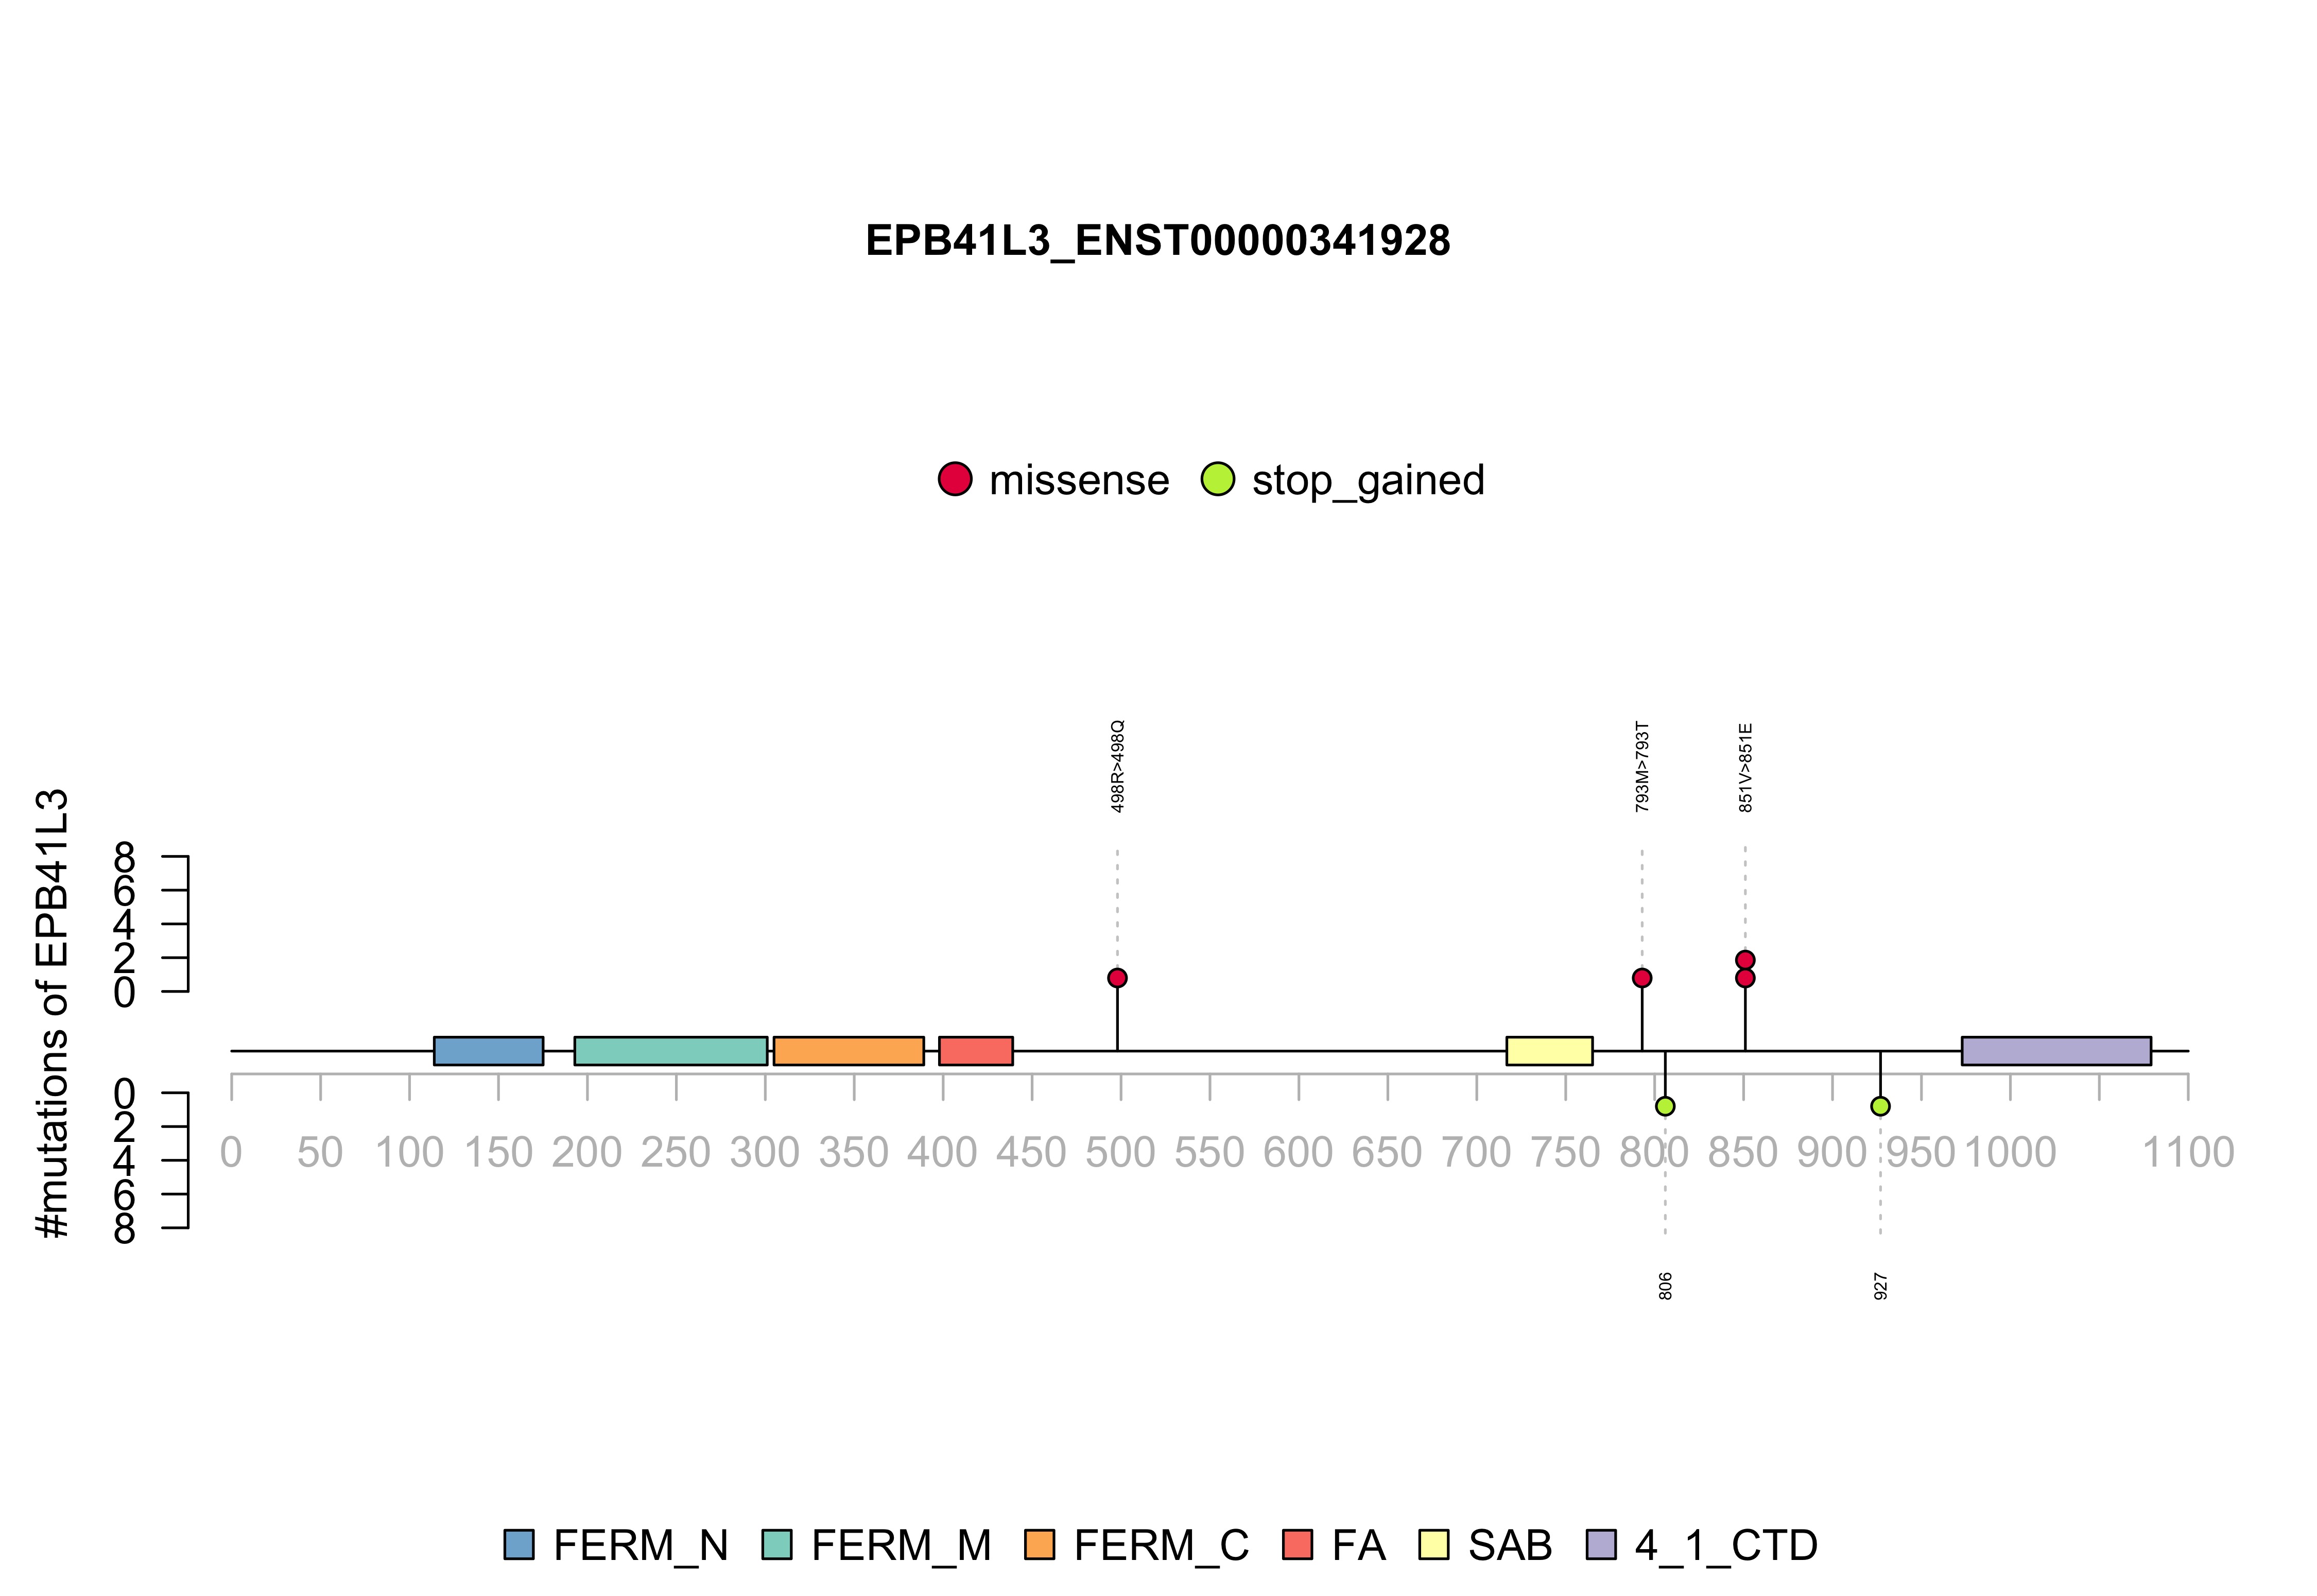 EPB41L3_ENST00000341928
missense stop_gained
498R>498Q 793M>793T 851V>851E
#mutations of EPB41L3
8
6
4
2
0
0
2
4
6
8
0 50 100 150 200 250 300 350 400 450 500 550 600 650 700 750 800 850 900 950 1000 1100
806 927
FERM_N FERM_M FERM_C FA SAB 4_1_CTD